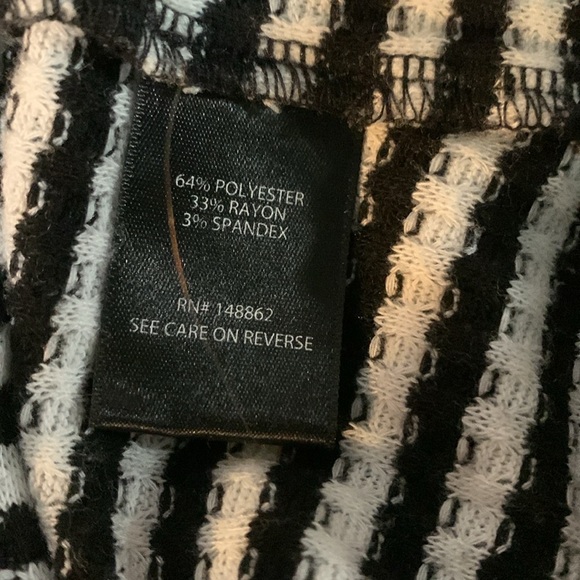 64% POLYESTER
33% RAYON
3% SPANDEX
RN# 148862
SEE CARE ON REVERSE